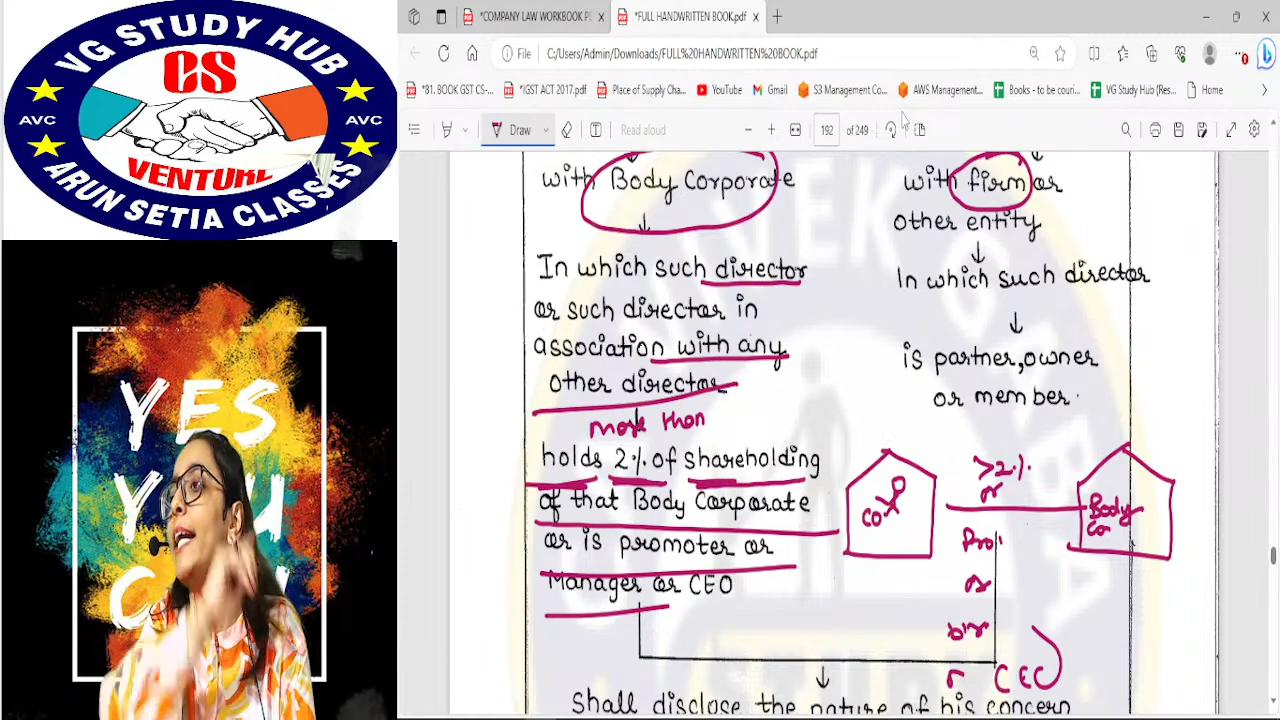 VG STUDY HUB
CS
AVC
AVC
VENTURE
ARUN SETIA CLASSES
YES
Y U
C
*COMPANY LAW WORKBOOK P
*FULL HANDWRITTEN BOOK.pdf
File
C:/Users/Admin/Downloads/FULL%20HANDWRITTEN%20BOOK.pdf
*81. BOOK GST CS-...
*IGST ACT 2017.pdf
Place of Supply Cha...
YouTube
Gmail
S3 Management Co...
AWS Management...
Books - to be couri...
VG Study Hub (Res...
Home
Draw
Read aloud
192
of 249
with Body Corporate
In which such director
or such director in
association with any
other director
more than
holds 2% of shareholding
of that Body Corporate
or is promoter or
Manager or CEO
with firm or
other entity
In which such director
is partner, owner
or member.
>2%
Body
Co
Pro.
or
Dir
CEO
Shall disclose the nature of his concern